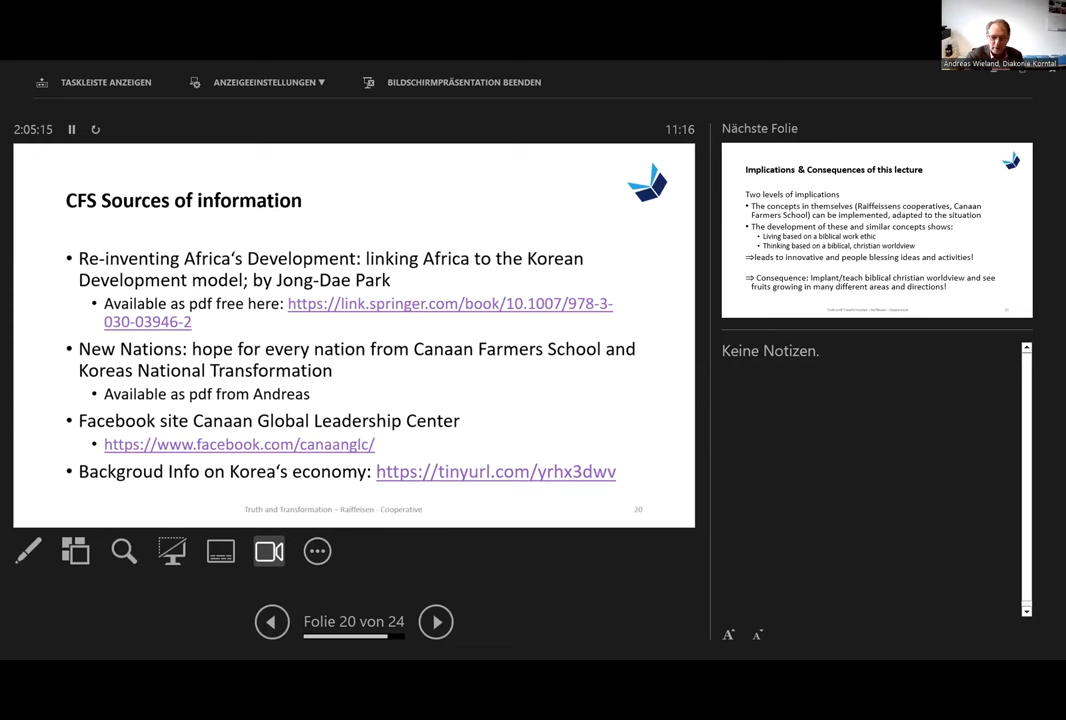 Andreas Wieland, Diakonie Korntal
TASKLEISTE ANZEIGEN
ANZEIGEEINSTELLUNGEN ▼
BILDSCHIRMPRÄSENTATION BEENDEN
2:05:15
11:16
CFS Sources of information
• Re-inventing Africa‘s Development: linking Africa to the Korean
Development model; by Jong-Dae Park
• Available as pdf free here: https://link.springer.com/book/10.1007/978-3-
030-03946-2
• New Nations: hope for every nation from Canaan Farmers School and
Koreas National Transformation
• Available as pdf from Andreas
• Facebook site Canaan Global Leadership Center
• https://www.facebook.com/canaanglc/
• Backgroud Info on Korea‘s economy: https://tinyurl.com/yrhx3dwv
Truth and Transformation – Raiffeisen - Cooperative
20
Folie 20 von 24
Nächste Folie
Implications & Consequences of this lecture
Two levels of implications
• The concepts in themselves (Raiffeissens cooperatives, Canaan
Farmers School) can be implemented, adapted to the situation
• The development of these and similar concepts shows:
• Living based on a biblical work ethic
• Thinking based on a biblical, christian worldview
⇒leads to innovative and people blessing ideas and activities!
⇒ Consequence: Implant/teach biblical christian worldview and see
fruits growing in many different areas and directions!
Truth and Transformation – Raiffeisen - Cooperative
Keine Notizen.
A A